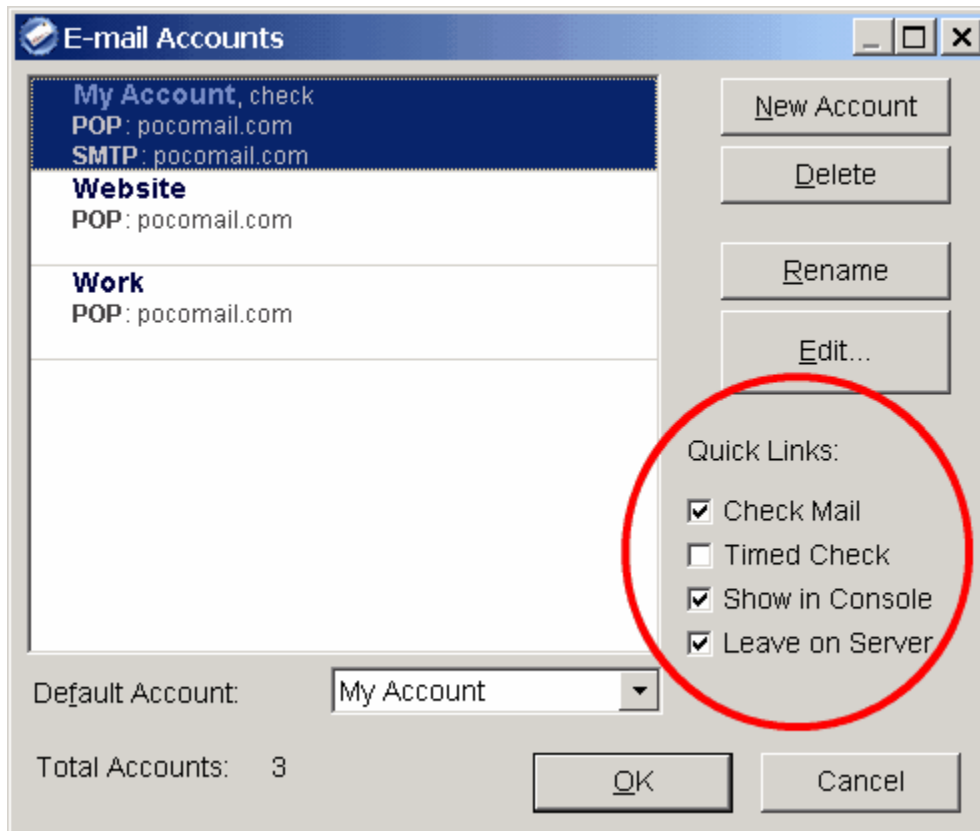 E-mail Accounts
My Account, check
POP: pocomail.com
SMTP: pocomail.com
Website
POP: pocomail.com
Work
POP: pocomail.com
New Account
Delete
Rename
Edit...
Quick Links:
Check Mail
Timed Check
Show in Console
Leave on Server
Default Account: My Account
Total Accounts: 3
OK Cancel